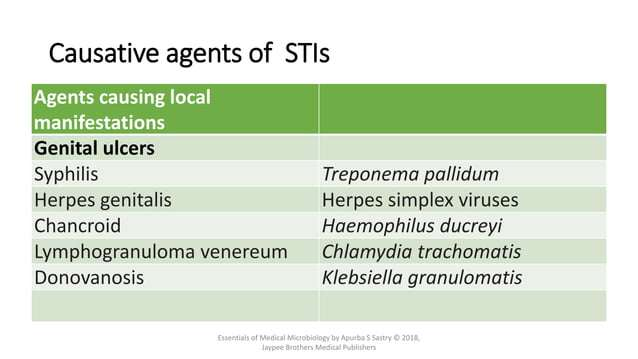 Causative agents of STIs
Agents causing local
manifestations
Genital ulcers
Syphilis Treponema pallidum
Herpes genitalis Herpes simplex viruses
Chancroid Haemophilus ducreyi
Lymphogranuloma venereum Chlamydia trachomatis
Donovanosis Klebsiella granulomatis
Essentials of Medical Microbiology by Apurba S Sastry © 2018,
Jaypee Brothers Medical Publishers